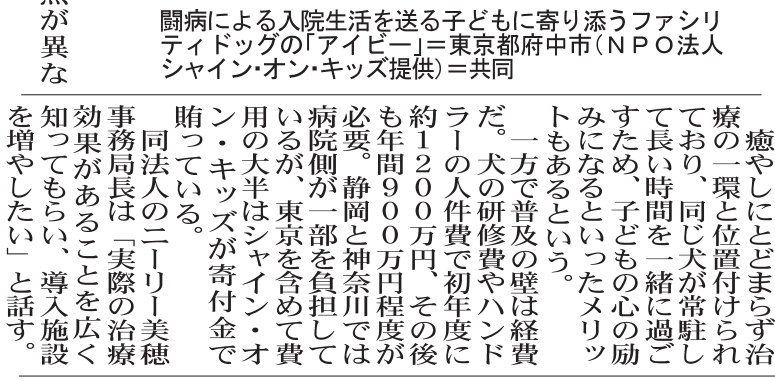 闘病による入院生活を送る子どもに寄り添うファシリ
ティドッグの「アイビー」＝東京都府中市（ＮＰＯ法人
シャイン・オン・キッズ提供）＝共同
癒やしにとどまらず治
療の一環と位置付けられ
ており、同じ犬が常駐し
て長い時間を一緒に過ご
すため、子どもの心の励
みになるといったメリッ
トもあるという。
一方で普及の壁は経費
だ。犬の研修費やハンド
ラーの人件費で初年度に
約１２００万円、その後
も年間９００万円程度が
必要。静岡と神奈川では
病院側が一部を負担して
いるが、東京を含めて費
用の大半はシャイン・オ
ン・キッズが寄付金で
賄っている。
同法人のニーリー美穂
事務局長は「実際の治療
効果があることを広く
知ってもらい、導入施設
を増やしたい」と話す。
が異な